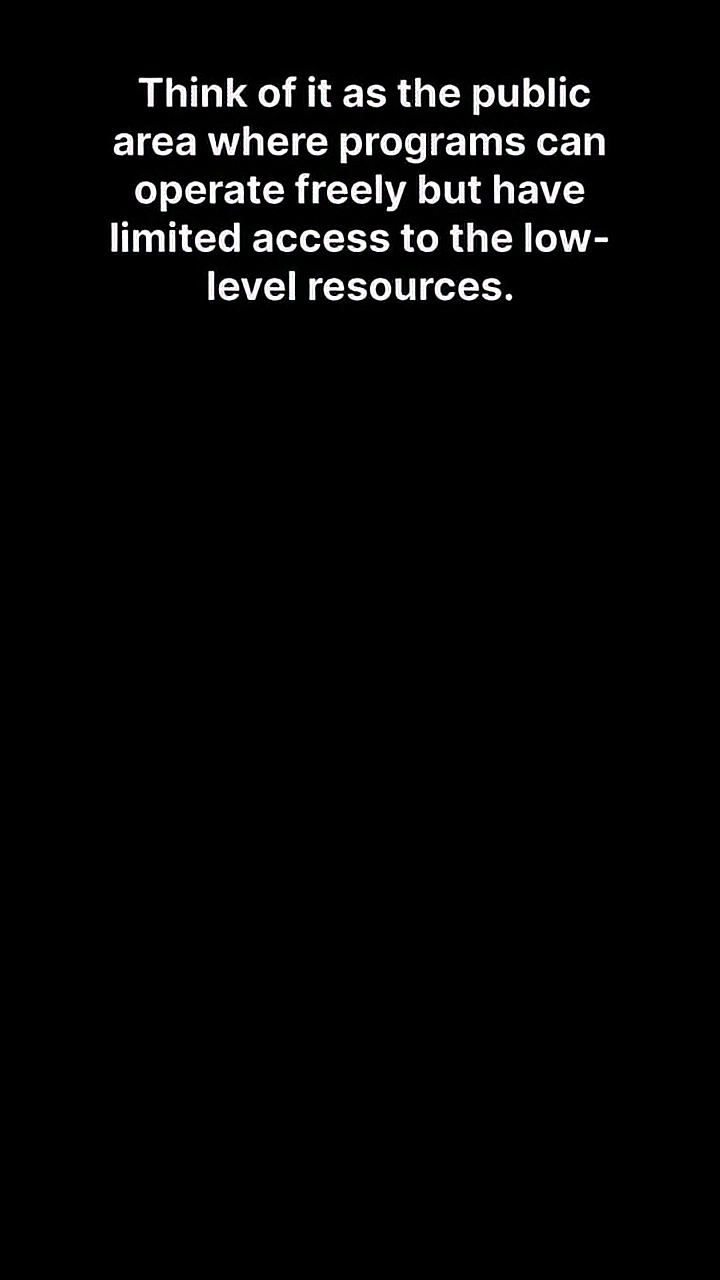 Think of it as the public
area where programs can
operate freely but have
limited access to the low-
level resources.